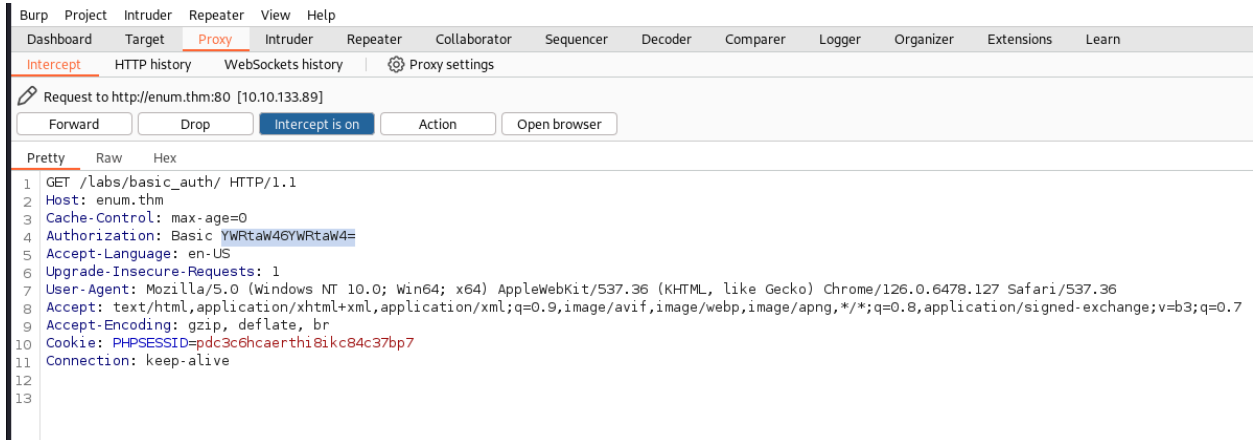 Burp Project Intruder Repeater View Help
Dashboard Target Proxy Intruder Repeater Collaborator Sequencer Decoder Comparer Logger Organizer Extensions Learn
Intercept HTTP history WebSockets history Proxy settings
Request to http://enum.thm:80 [10.10.133.89]
Forward Drop Intercept is on Action Open browser
Pretty Raw Hex
1 GET /labs/basic_auth/ HTTP/1.1
2 Host: enum.thm
3 Cache-Control: max-age=0
4 Authorization: Basic YWRtaW46YWRtaW4=
5 Accept-Language: en-US
6 Upgrade-Insecure-Requests: 1
7 User-Agent: Mozilla/5.0 (Windows NT 10.0; Win64; x64) AppleWebKit/537.36 (KHTML, like Gecko) Chrome/126.0.6478.127 Safari/537.36
8 Accept: text/html,application/xhtml+xml,application/xml;q=0.9,image/avif,image/webp,image/apng,*/*;q=0.8,application/signed-exchange;v=b3;q=0.7
9 Accept-Encoding: gzip, deflate, br
10 Cookie: PHPSESSID=pdc3c6hcaerthi8ikc84c37bp7
11 Connection: keep-alive
12
13